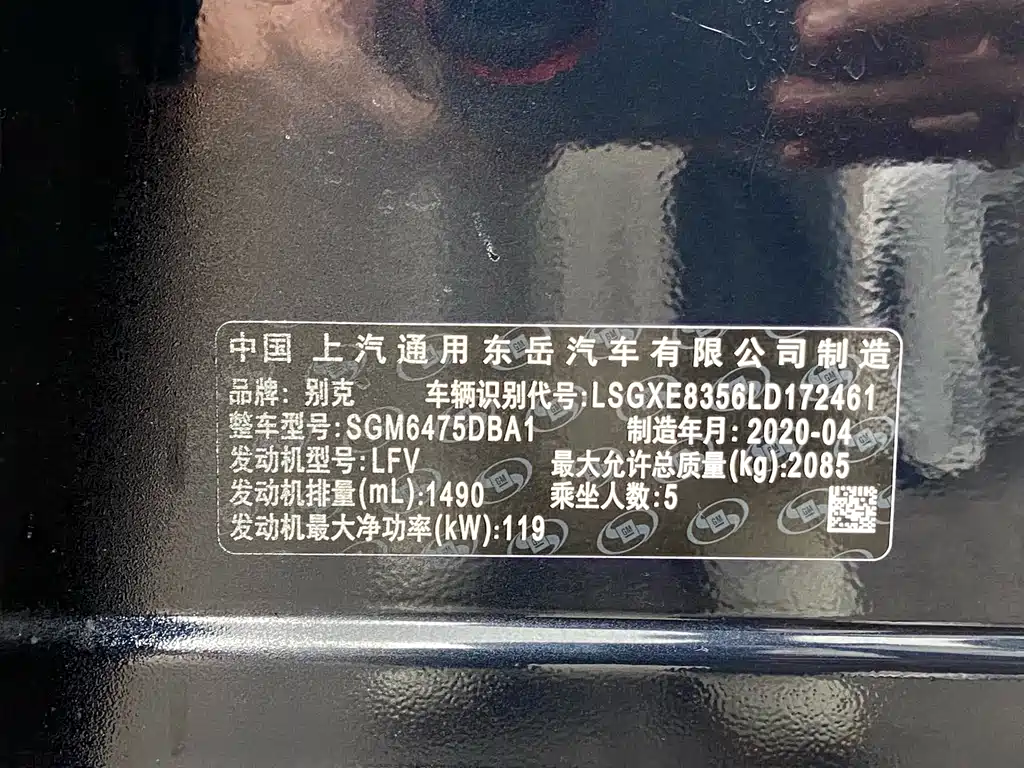 中国 上汽通用东岳汽车有限公司制造
品牌: 别克 车辆识别代号:LSGXE8356LD172461
整车型号:SGM6475DBA1 制造年月: 2020-04
发动机型号:LFV 最大允许总质量(kg):2085
发动机排量(mL):1490 乘坐人数:5
发动机最大净功率(kW):119